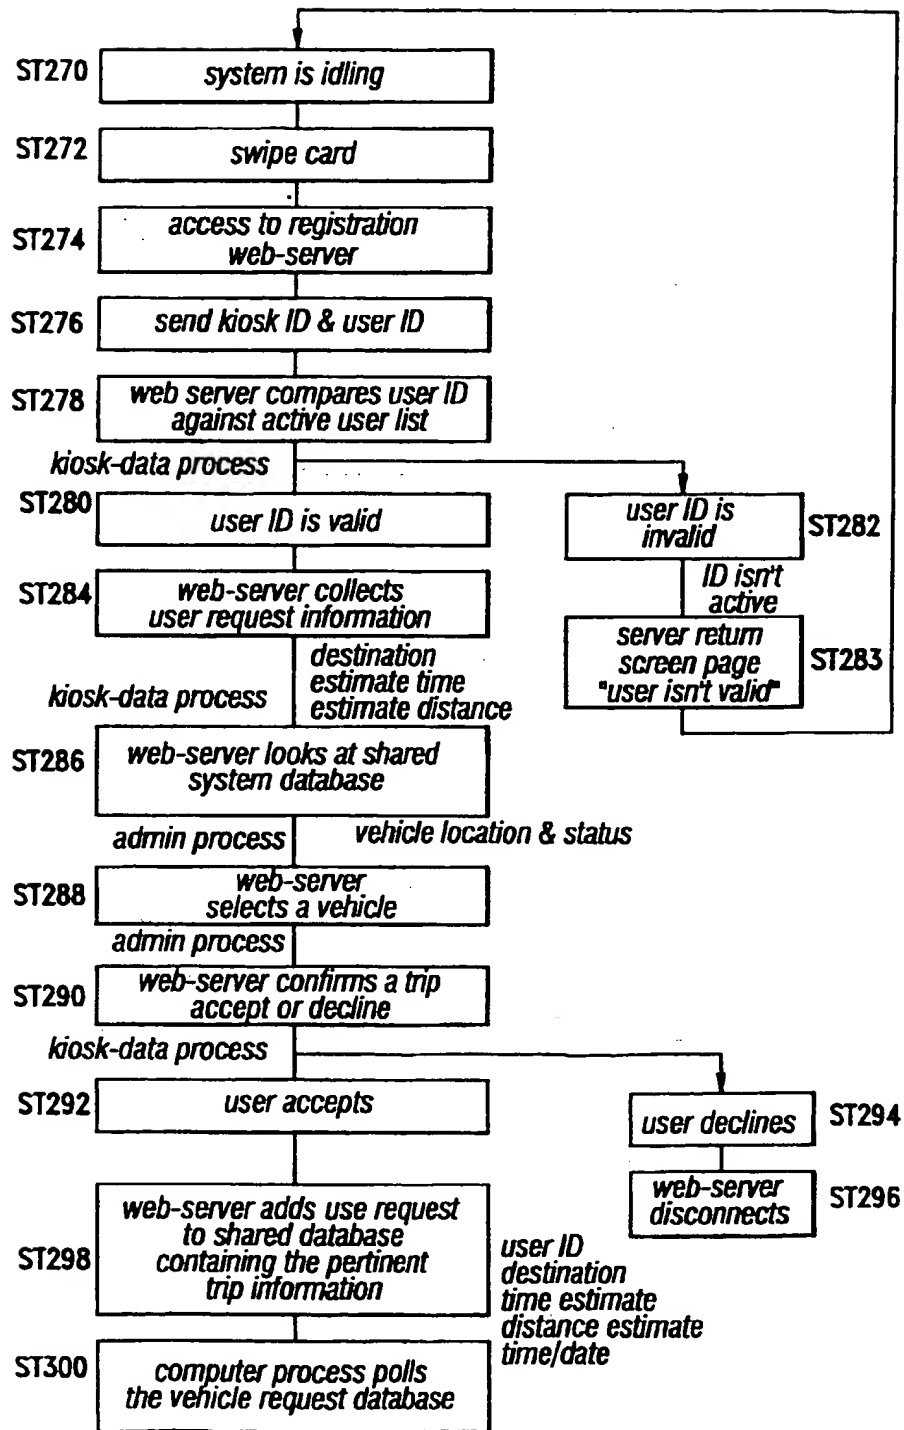 ST270
system is idling
ST272
swipe card
ST274
access to registration
web-server
ST276
send kiosk ID & user ID
ST278
web server compares user ID
against active user list
kiosk-data process
ST280
user ID is valid
user ID is
invalid
ST282
ID isn't
active
ST284
web-server collects
user request information
server return
screen page
"user isn't valid"
ST283
destination
estimate time
estimate distance
kiosk-data process
ST286
web-server looks at shared
system database
admin process
vehicle location & status
ST288
web-server
selects a vehicle
admin process
ST290
web-server confirms a trip
accept or decline
kiosk-data process
ST292
user accepts
user declines
ST294
web-server
disconnects
ST296
ST298
web-server adds use request
to shared database
containing the pertinent
trip information
user ID
destination
time estimate
distance estimate
time/date
ST300
computer process polls
the vehicle request database